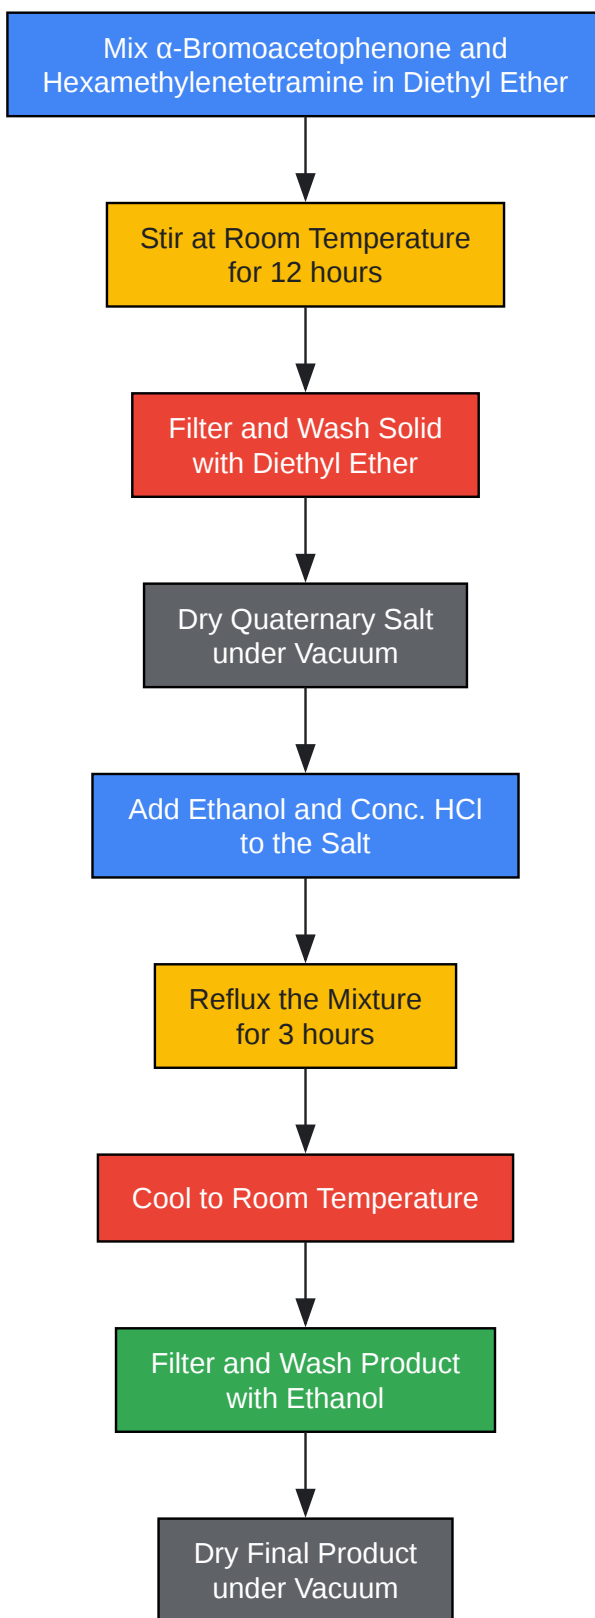 Mix α-Bromoacetophenone and
Hexamethylenetetramine in Diethyl Ether
Stir at Room Temperature
for 12 hours
Filter and Wash Solid
with Diethyl Ether
Dry Quaternary Salt
under Vacuum
Add Ethanol and Conc. HCl
to the Salt
Reflux the Mixture
for 3 hours
Cool to Room Temperature
Filter and Wash Product
with Ethanol
Dry Final Product
under Vacuum